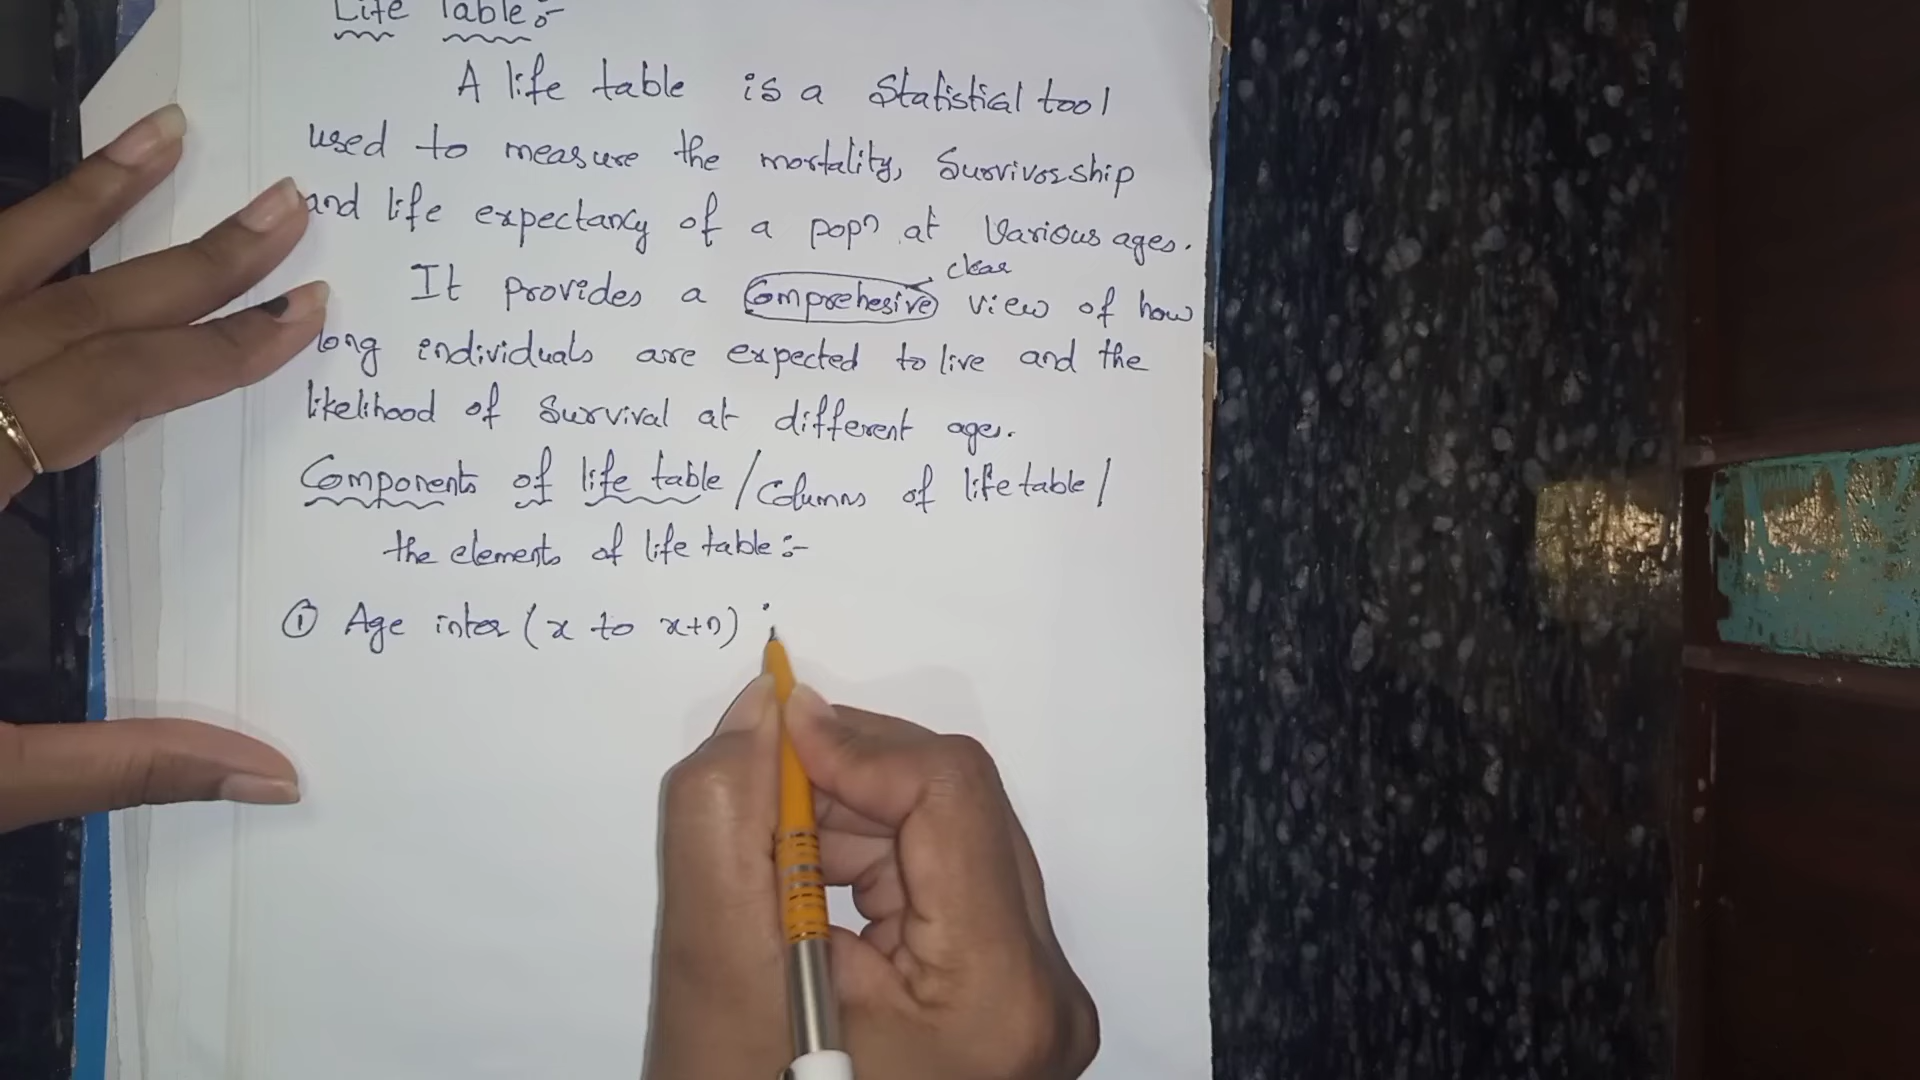 Life Table:-
A life table is a Statistical tool
used to measure the mortality, Survivorship
and life expectancy of a popn at Various ages.
clear
It provides a Comprehesive view of how
long individuals are expected to live and the
likelihood of Survival at different ages.
Components of life table/Columns of life table/
the elements of life table:-
① Age inter (x to x+n) :